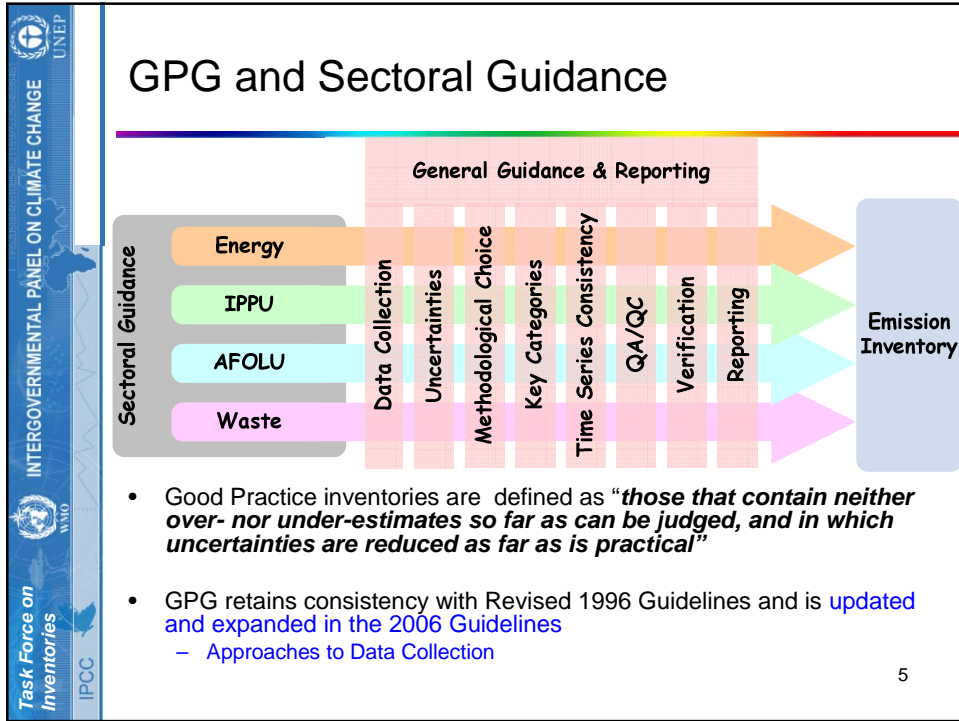 GPG and Sectoral Guidance
General Guidance & Reporting
Sectoral Guidance
Energy
IPPU
AFOLU
Waste
Data Collection
Uncertainties
Methodological Choice
Key Categories
Time Series Consistency
QA/QC
Verification
Reporting
Emission
Inventory
• Good Practice inventories are defined as “those that contain neither
over- nor under-estimates so far as can be judged, and in which
uncertainties are reduced as far as is practical”
• GPG retains consistency with Revised 1996 Guidelines and is updated
and expanded in the 2006 Guidelines
– Approaches to Data Collection
5
UNEP
INTERGOVERNMENTAL PANEL ON CLIMATE CHANGE
WMO
Task Force on
Inventories
IPCC